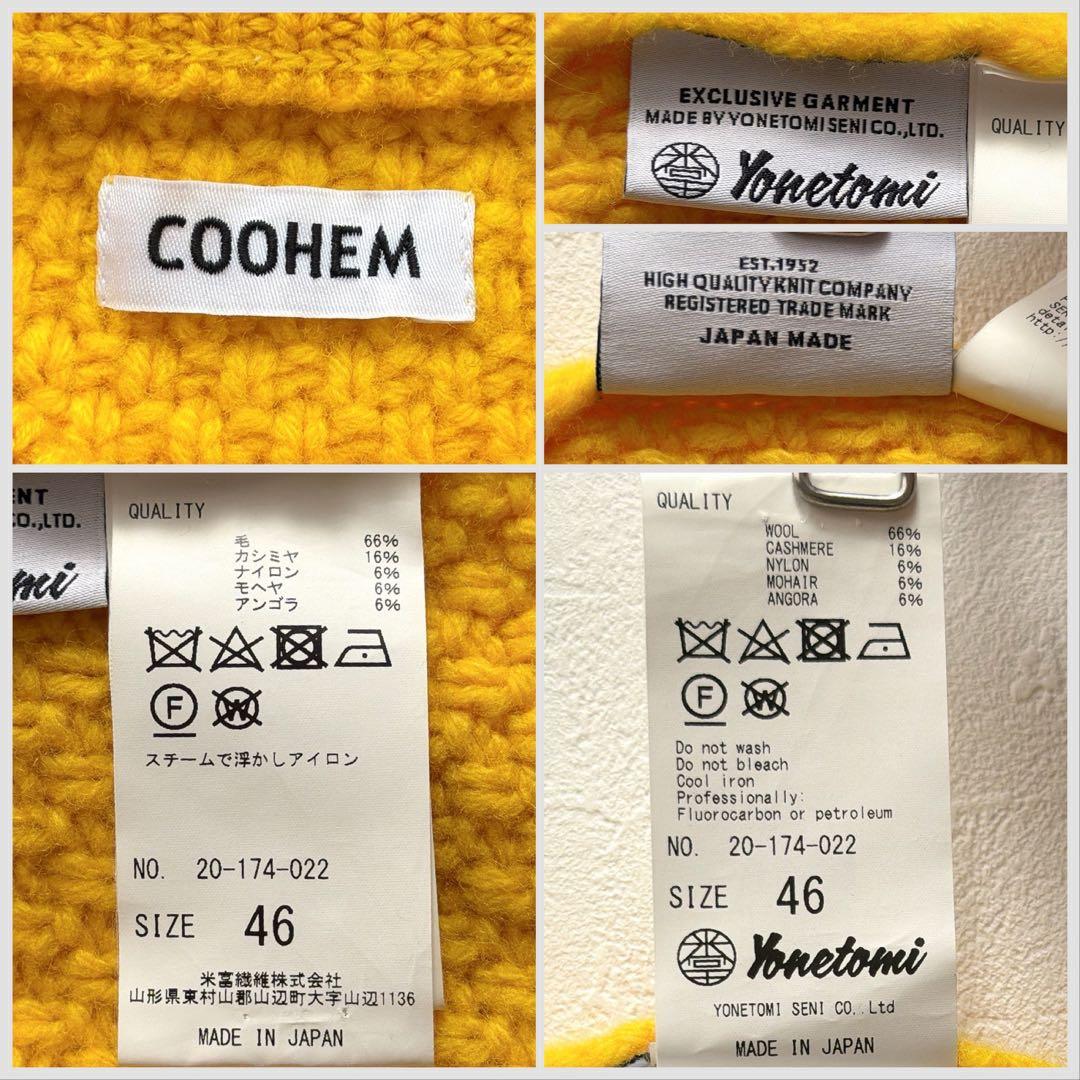 COOHEM
EXCLUSIVE GARMENT
MADE BY YONETOMI SENI CO.,LTD.
Yonetomi
QUALITY
EST.1952
HIGH QUALITY KNIT COMPANY
REGISTERED TRADE MARK
JAPAN MADE
http:/
ENT
CO.,LTD.
mi
QUALITY
毛 66%
カシミヤ 16%
ナイロン 6%
モヘヤ 6%
アンゴラ 6%
F
W
スチームで浮かしアイロン
NO. 20-174-022
SIZE 46
米富繊維株式会社
山形県東村山郡山辺町大字山辺1136
MADE IN JAPAN
QUALITY
WOOL 66%
CASHMERE 16%
NYLON 6%
MOHAIR 6%
ANGORA 6%
F
W
Do not wash
Do not bleach
Cool iron
Professionally:
Fluorocarbon or petroleum
NO. 20-174-022
SIZE 46
Yonetomi
YONETOMI SENI CO.,Ltd
MADE IN JAPAN